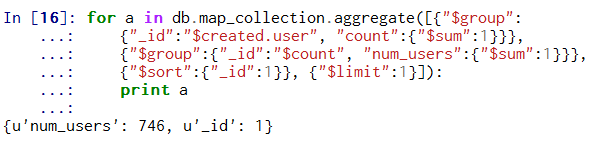 In [16]: for a in db.map_collection.aggregate([{"$group":
   ...:     {"_id":"$created.user", "count":{"$sum":1}}},
   ...:     {"$group":{"_id":"$count", "num_users":{"$sum":1}}},
   ...:     {"$sort":{"_id":1}}, {"$limit":1}]):
   ...:     print a
   ...:
{u'num_users': 746, u'_id': 1}